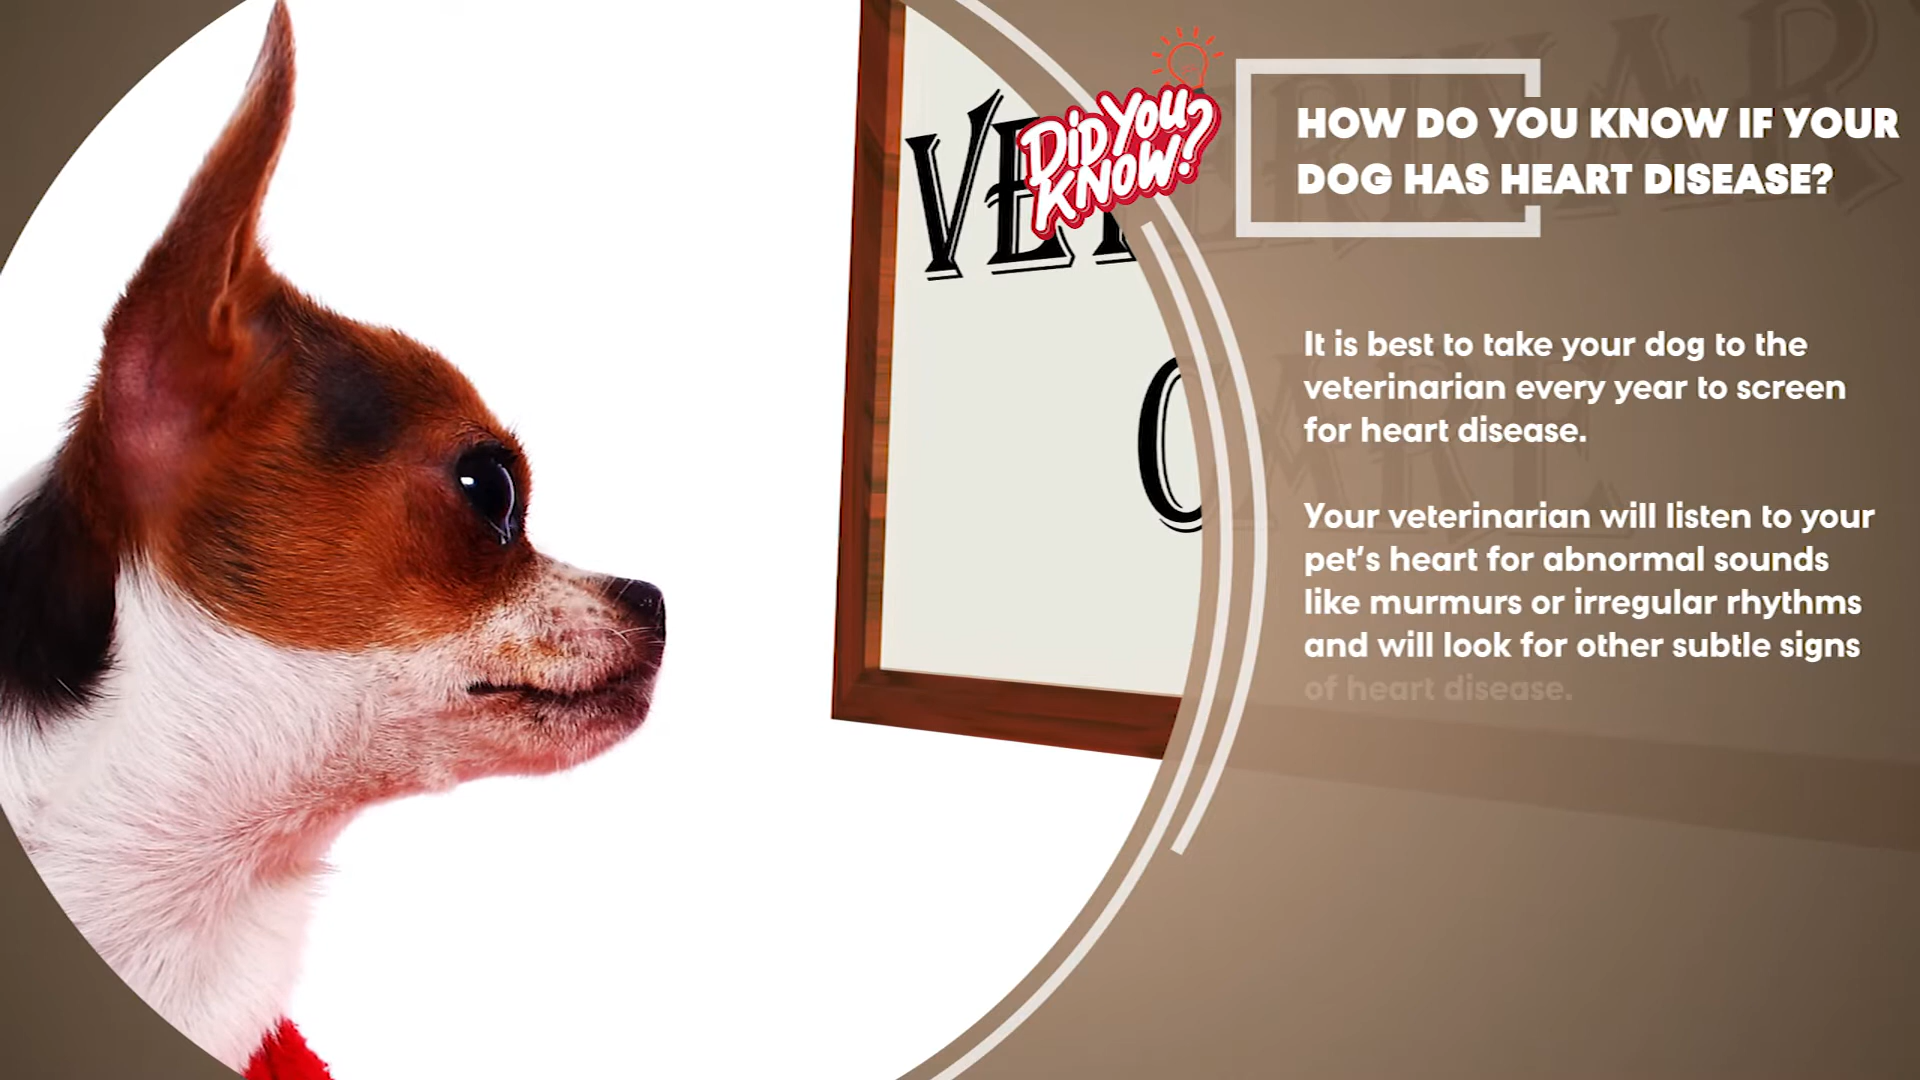 DiD YOU
KNOW?
HOW DO YOU KNOW IF YOUR
DOG HAS HEART DISEASE?
It is best to take your dog to the
veterinarian every year to screen
for heart disease.
Your veterinarian will listen to your
pet's heart for abnormal sounds
like murmurs or irregular rhythms
and will look for other subtle signs
of heart disease.
VETERINARY
CARE